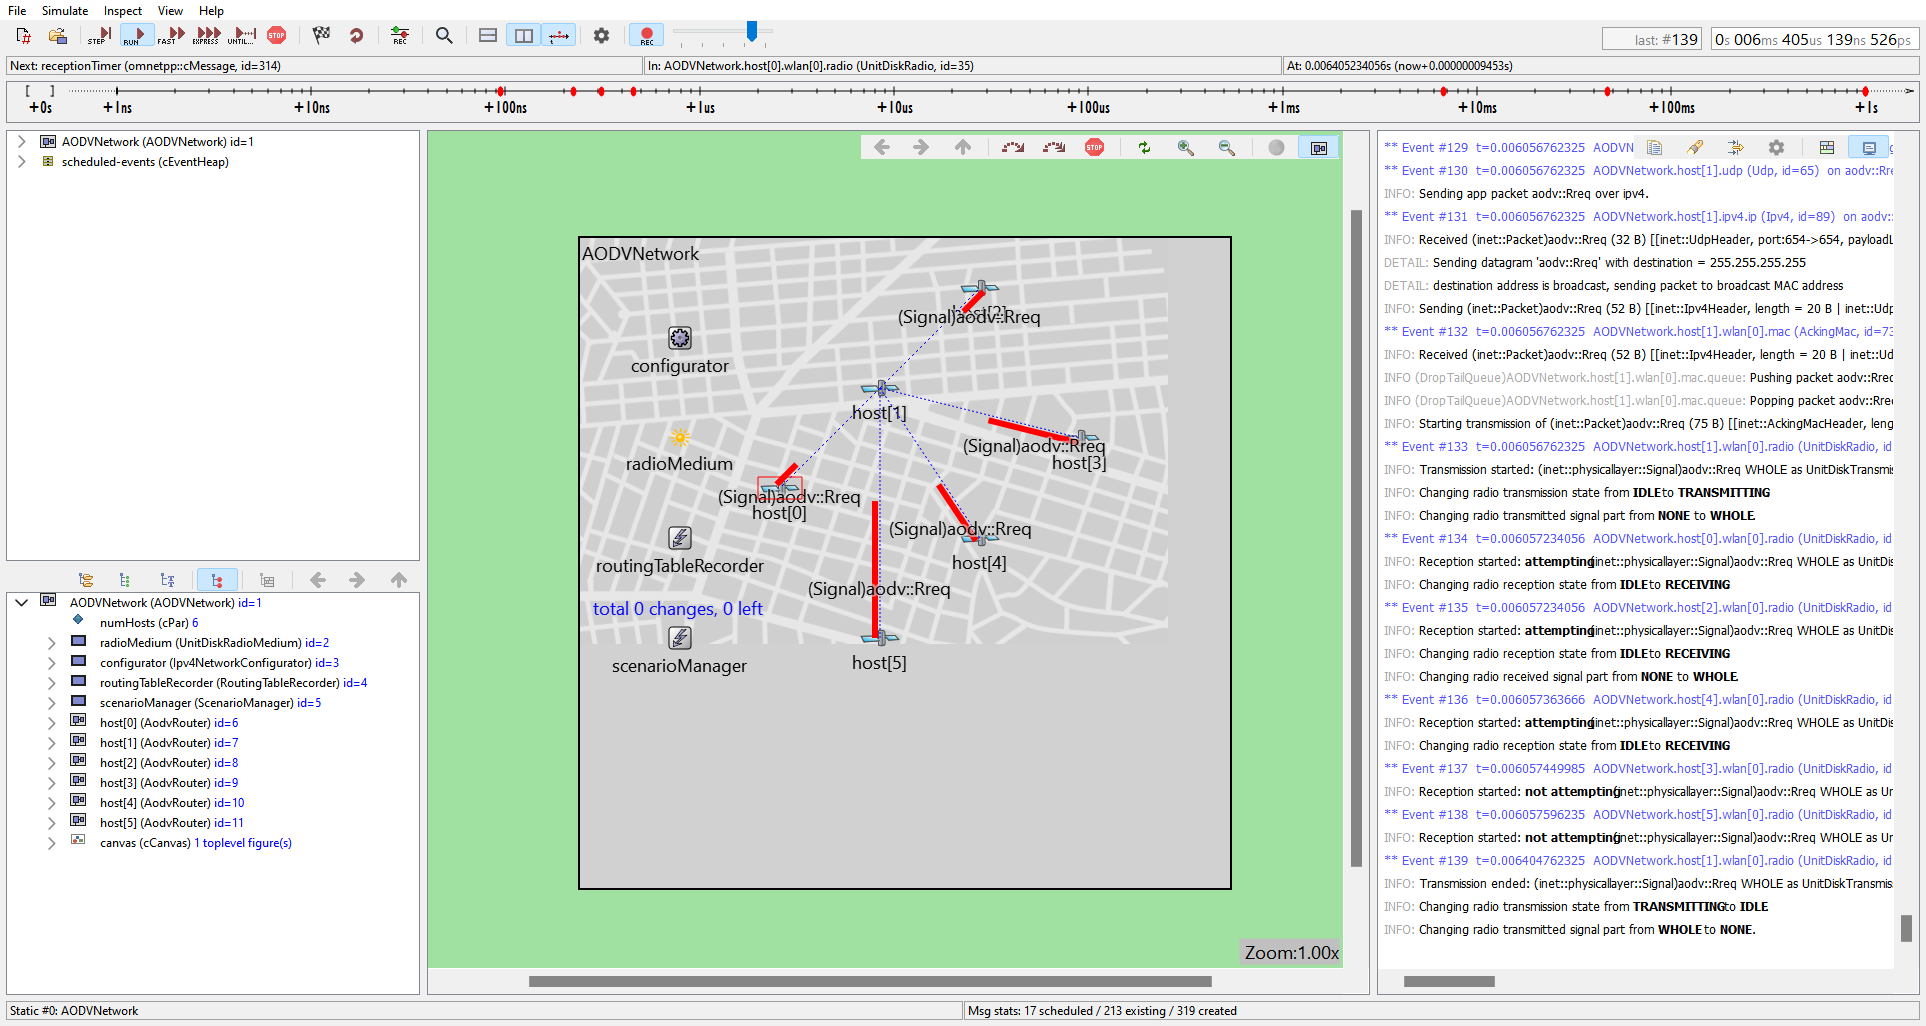 File Simulate Inspect View Help
STEP RUN FAST EXPRESS UNTIL... STOP REC REC
last: #139 0s 006ms 405us 139ns 526ps
Next: receptionTimer (omnetpp::cMessage, id=314) In: AODVNetwork.host[0].wlan[0].radio (UnitDiskRadio, id=35) At: 0.006405234056s (now+0.00000009453s)
[ ]
+0s +1ns +10ns +100ns +1us +10us +100us +1ms +10ms +100ms +1s
AODVNetwork (AODVNetwork) id=1
scheduled-events (cEventHeap)
AODVNetwork (AODVNetwork) id=1
numHosts (cPar) 6
radioMedium (UnitDiskRadioMedium) id=2
configurator (Ipv4NetworkConfigurator) id=3
routingTableRecorder (RoutingTableRecorder) id=4
scenarioManager (ScenarioManager) id=5
host[0] (AodvRouter) id=6
host[1] (AodvRouter) id=7
host[2] (AodvRouter) id=8
host[3] (AodvRouter) id=9
host[4] (AodvRouter) id=10
host[5] (AodvRouter) id=11
canvas (cCanvas) 1 toplevel figure(s)
STOP
AODVNetwork
host[2]
(Signal)aodv::Rreq
configurator
host[1]
(Signal)aodv::Rreq
host[3]
radioMedium
(Signal)aodv::Rreq
host[0]
(Signal)aodv::Rreq
host[4]
routingTableRecorder
(Signal)aodv::Rreq
total 0 changes, 0 left
host[5]
scenarioManager
Zoom:1.00x
** Event #129 t=0.006056762325 AODVN
** Event #130 t=0.006056762325 AODVNetwork.host[1].udp (Udp, id=65) on aodv::Rre
INFO: Sending app packet aodv::Rreq over ipv4.
** Event #131 t=0.006056762325 AODVNetwork.host[1].ipv4.ip (Ipv4, id=89) on aodv::
INFO: Received (inet::Packet)aodv::Rreq (32 B) [[inet::UdpHeader, port:654->654, payloadL
DETAIL: Sending datagram 'aodv::Rreq' with destination = 255.255.255.255
DETAIL: destination address is broadcast, sending packet to broadcast MAC address
INFO: Sending (inet::Packet)aodv::Rreq (52 B) [[inet::Ipv4Header, length = 20 B | inet::Udp
** Event #132 t=0.006056762325 AODVNetwork.host[1].wlan[0].mac (AckingMac, id=73
INFO: Received (inet::Packet)aodv::Rreq (52 B) [[inet::Ipv4Header, length = 20 B | inet::Ud
INFO (DropTailQueue)AODVNetwork.host[1].wlan[0].mac.queue: Pushing packet aodv::Rreq
INFO (DropTailQueue)AODVNetwork.host[1].wlan[0].mac.queue: Popping packet aodv::Rre
INFO: Starting transmission of (inet::Packet)aodv::Rreq (75 B) [[inet::AckingMacHeader, leng
** Event #133 t=0.006056762325 AODVNetwork.host[1].wlan[0].radio (UnitDiskRadio, id
INFO: Transmission started: (inet::physicallayer::Signal)aodv::Rreq WHOLE as UnitDiskTransmis
INFO: Changing radio transmission state from IDLE to TRANSMITTING
INFO: Changing radio transmitted signal part from NONE to WHOLE.
** Event #134 t=0.006057234056 AODVNetwork.host[0].wlan[0].radio (UnitDiskRadio, id
INFO: Reception started: attempting (inet::physicallayer::Signal)aodv::Rreq WHOLE as UnitDis
INFO: Changing radio reception state from IDLE to RECEIVING
** Event #135 t=0.006057234056 AODVNetwork.host[2].wlan[0].radio (UnitDiskRadio, id
INFO: Reception started: attempting (inet::physicallayer::Signal)aodv::Rreq WHOLE as UnitDis
INFO: Changing radio reception state from IDLE to RECEIVING
INFO: Changing radio received signal part from NONE to WHOLE.
** Event #136 t=0.006057363666 AODVNetwork.host[4].wlan[0].radio (UnitDiskRadio, id
INFO: Reception started: attempting (inet::physicallayer::Signal)aodv::Rreq WHOLE as UnitDis
INFO: Changing radio reception state from IDLE to RECEIVING
** Event #137 t=0.006057449985 AODVNetwork.host[3].wlan[0].radio (UnitDiskRadio, id
INFO: Reception started: not attempting (inet::physicallayer::Signal)aodv::Rreq WHOLE as Un
** Event #138 t=0.006057596235 AODVNetwork.host[5].wlan[0].radio (UnitDiskRadio, id
INFO: Reception started: not attempting (inet::physicallayer::Signal)aodv::Rreq WHOLE as Un
** Event #139 t=0.006404762325 AODVNetwork.host[1].wlan[0].radio (UnitDiskRadio, id
INFO: Transmission ended: (inet::physicallayer::Signal)aodv::Rreq WHOLE as UnitDiskTransmis
INFO: Changing radio transmission state from TRANSMITTING to IDLE
INFO: Changing radio transmitted signal part from WHOLE to NONE.
Static #0: AODVNetwork Msg stats: 17 scheduled / 213 existing / 319 created